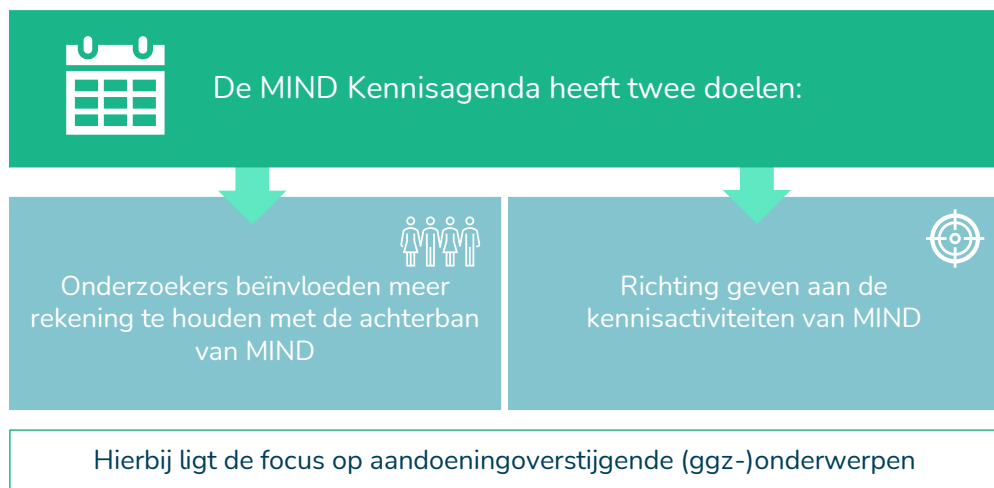 De MIND Kennisagenda heeft twee doelen:
Onderzoekers beïnvloeden meer
rekening te houden met de achterban
van MIND
Richting geven aan de
kennisactiviteiten van MIND
Hierbij ligt de focus op aandoeningoverstijgende (ggz-)onderwerpen